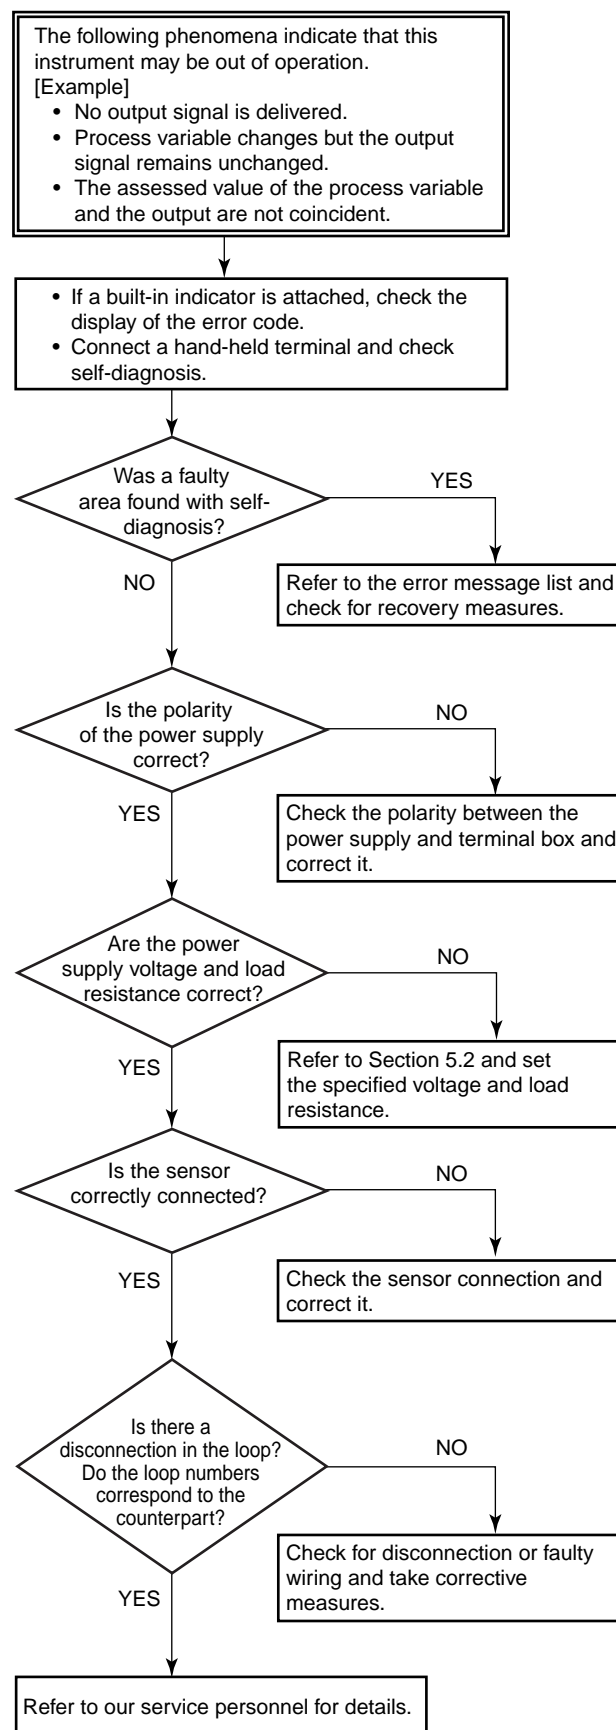 The following phenomena indicate that this
instrument may be out of operation.
[Example]
• No output signal is delivered.
• Process variable changes but the output
signal remains unchanged.
• The assessed value of the process variable
and the output are not coincident.
• If a built-in indicator is attached, check the
display of the error code.
• Connect a hand-held terminal and check
self-diagnosis.
Was a faulty
area found with self-
diagnosis?
YES
NO
Refer to the error message list and
check for recovery measures.
Is the polarity
of the power supply
correct?
NO
YES
Check the polarity between the
power supply and terminal box and
correct it.
Are the power
supply voltage and load
resistance correct?
NO
YES
Refer to Section 5.2 and set
the specified voltage and load
resistance.
Is the sensor
correctly connected?
NO
YES
Check the sensor connection and
correct it.
Is there a
disconnection in the loop?
Do the loop numbers
correspond to the
counterpart?
NO
YES
Check for disconnection or faulty
wiring and take corrective
measures.
Refer to our service personnel for details.